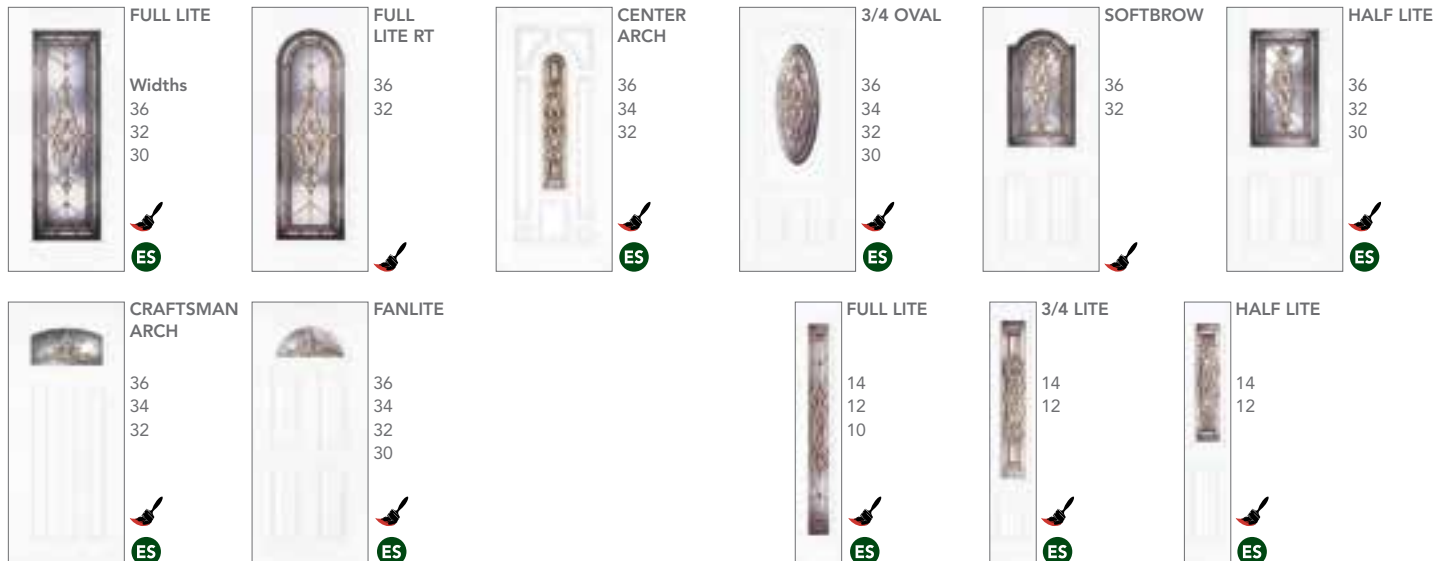 FULL LITE
Widths
36
32
30
ES
FULL
LITE RT
36
32
CENTER
ARCH
36
34
32
ES
3/4 OVAL
36
34
32
30
ES
SOFTBROW
36
32
HALF LITE
36
32
30
ES
CRAFTSMAN
ARCH
36
34
32
ES
FANLITE
36
34
32
30
ES
FULL LITE
14
12
10
ES
3/4 LITE
14
12
ES
HALF LITE
14
12
ES